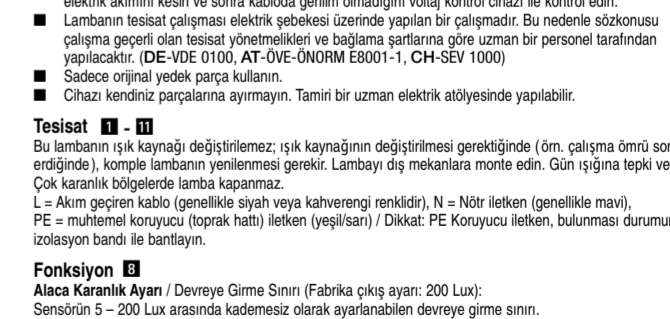 elektrik akımını kesin ve sonra kabloda gerilim olmadığını voltaj kontrol cihazı ile kontrol edin.
■ Lambanın tesisat çalışması elektrik şebekesi üzerinde yapılan bir çalışmadır. Bu nedenle sözkonusu
çalışma geçerli olan tesisat yönetmelikleri ve bağlama şartlarına göre uzman bir personel tarafından
yapılacaktır. (DE-VDE 0100, AT-ÖVE-ÖNORM E8001-1, CH-SEV 1000)
■ Sadece orijinal yedek parça kullanın.
■ Cihazı kendiniz parçalarına ayırmayın. Tamiri bir uzman elektrik atölyesinde yapılabilir.
Tesisat 1 - 11
Bu lambanın ışık kaynağı değiştirilemez; ışık kaynağının değiştirilmesi gerektiğinde (örn. çalışma ömrü sor
erdiğinde), komple lambanın yenilenmesi gerekir. Lambayı dış mekanlara monte edin. Gün ışığına tepki ve
Çok karanlık bölgelerde lamba kapanmaz.
L = Akım geçiren kablo (genellikle siyah veya kahverengi renklidir), N = Nötr iletken (genellikle mavi),
PE = muhtemel koruyucu (toprak hattı) iletken (yeşil/sarı) / Dikkat: PE Koruyucu iletken, bulunması durumu
izolasyon bandı ile bantlayın.
Fonksiyon 8
Alaca Karanlık Ayarı / Devreye Girme Sınırı (Fabrika çıkış ayarı: 200 Lux):
Sensörün 5 – 200 Lux arasında kademesiz olarak ayarlanabilen devreye girme sınırı.